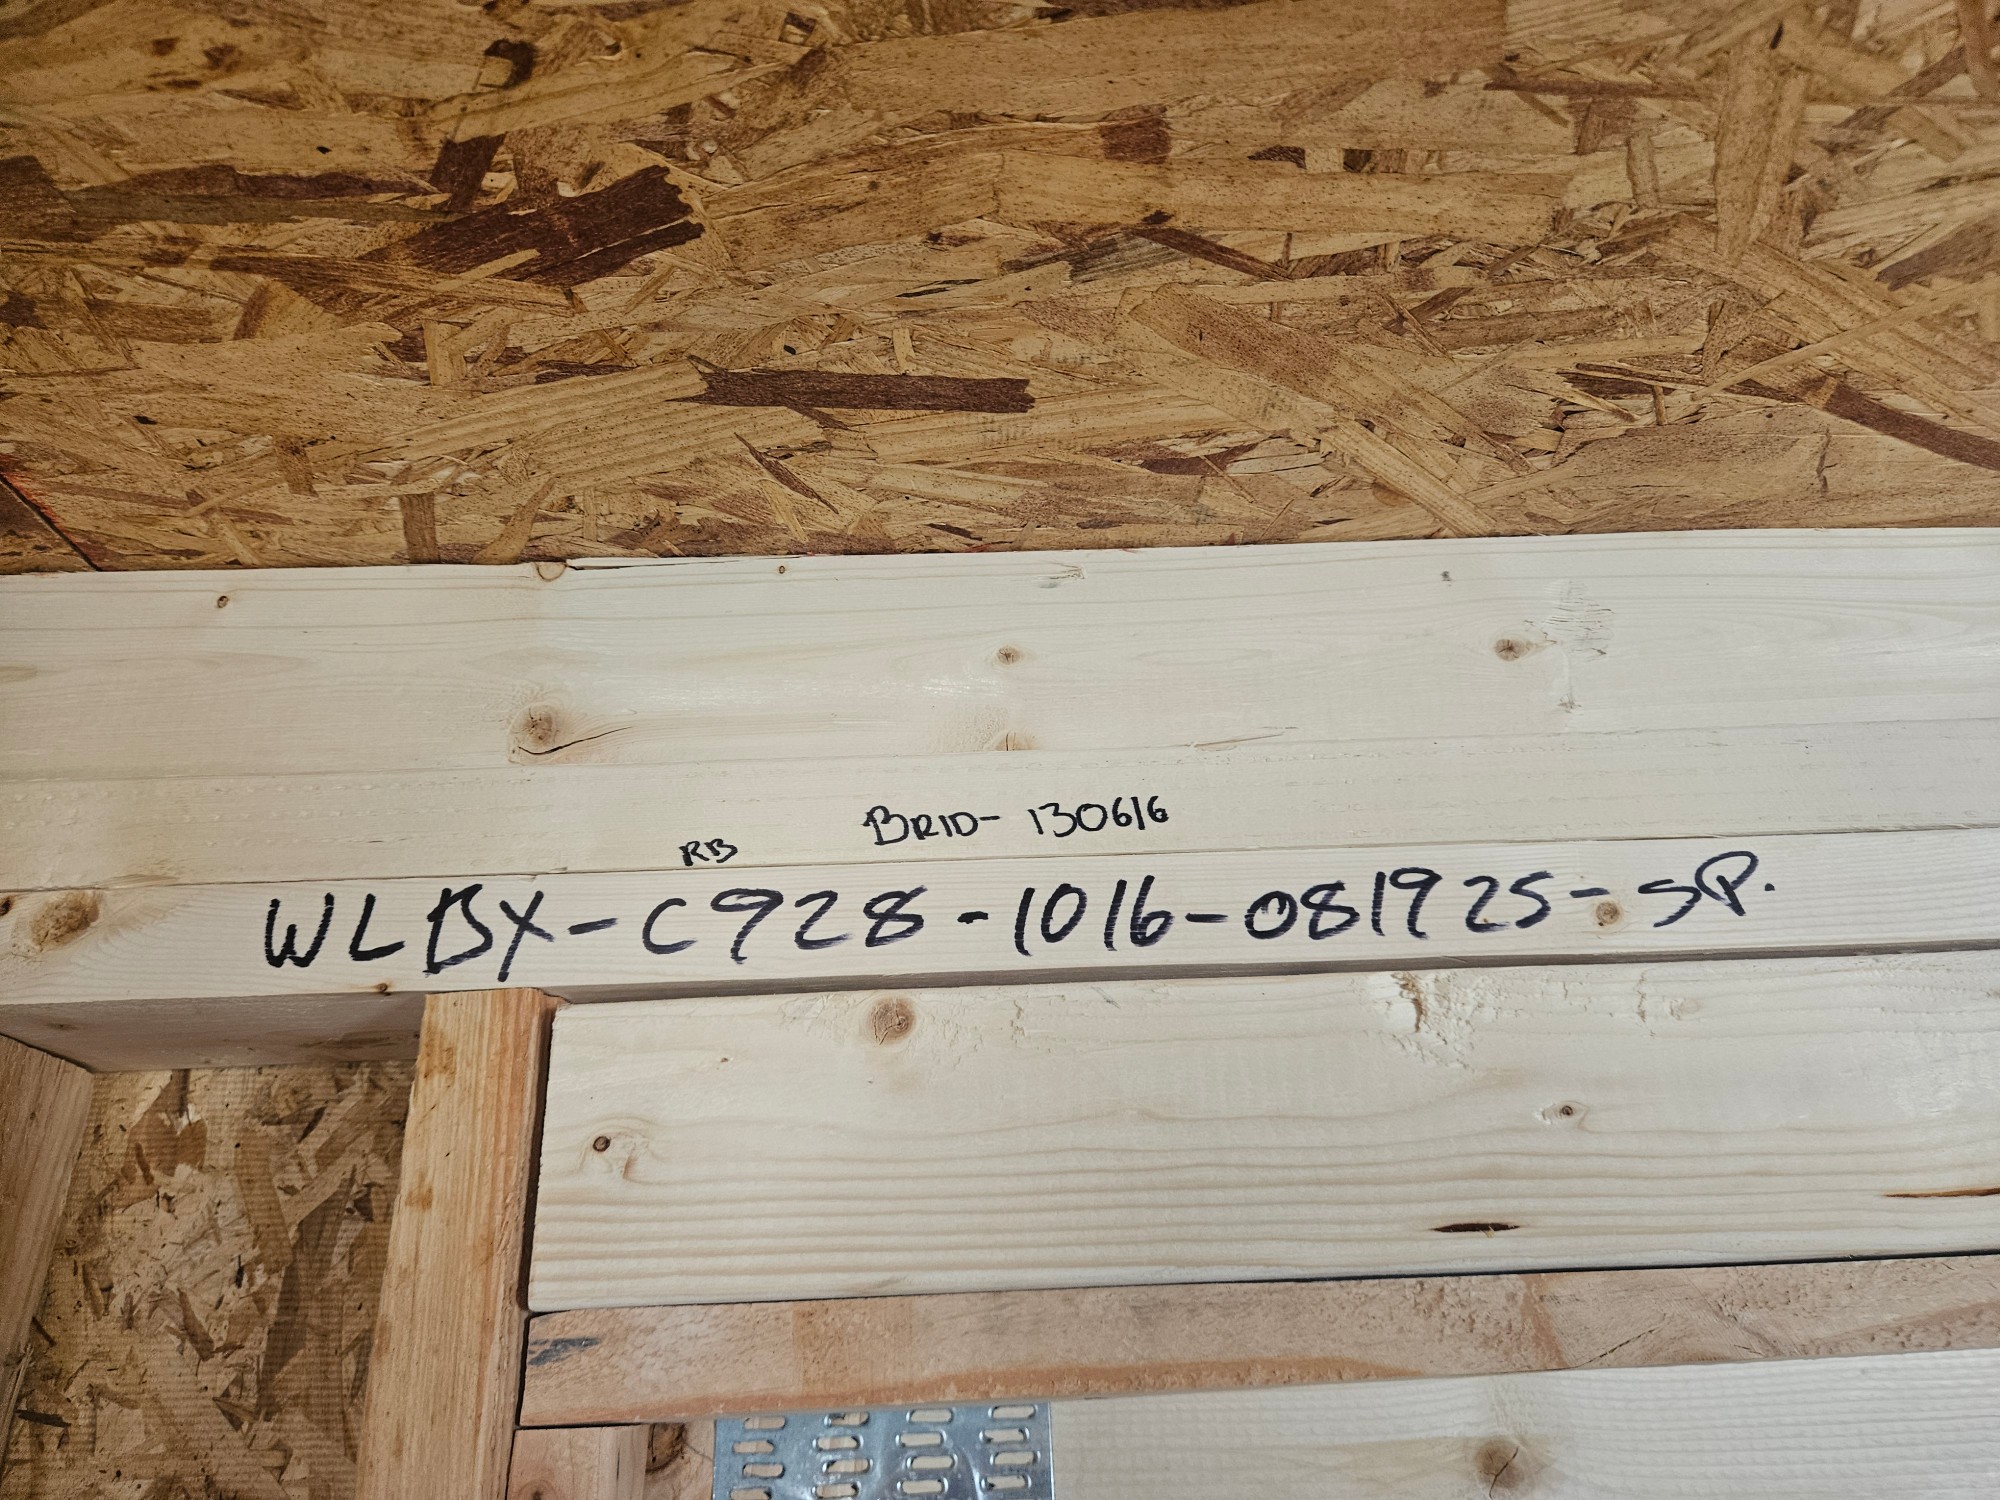 BRID- 130616
RB
WLBX-C928-1016-081925-SP.